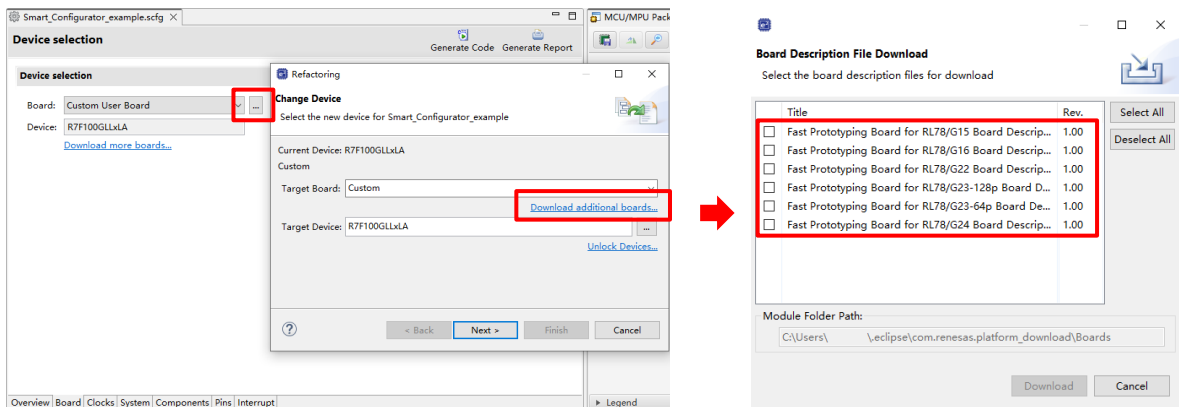 Smart_Configurator_example.scfg
MCU/MPU Pack
Device selection
Generate Code Generate Report
Device selection
Board: Custom User Board ...
Device: R7F100GLLxLA
Download more boards...
Refactoring
Change Device
Select the new device for Smart_Configurator_example
Current Device: R7F100GLLxLA
Custom
Target Board: Custom
Download additional boards...
Target Device: R7F100GLLxLA ...
Unlock Devices...
< Back Next > Finish Cancel
Overview Board Clocks System Components Pins Interrupt
Legend
Board Description File Download
Select the board description files for download
Title Rev.
Fast Prototyping Board for RL78/G15 Board Descrip... 1.00
Fast Prototyping Board for RL78/G16 Board Descrip... 1.00
Fast Prototyping Board for RL78/G22 Board Descrip... 1.00
Fast Prototyping Board for RL78/G23-128p Board D... 1.00
Fast Prototyping Board for RL78/G23-64p Board De... 1.00
Fast Prototyping Board for RL78/G24 Board Descrip... 1.00
Select All
Deselect All
Module Folder Path:
C:\Users\ \.eclipse\com.renesas.platform_download\Boards
Download Cancel